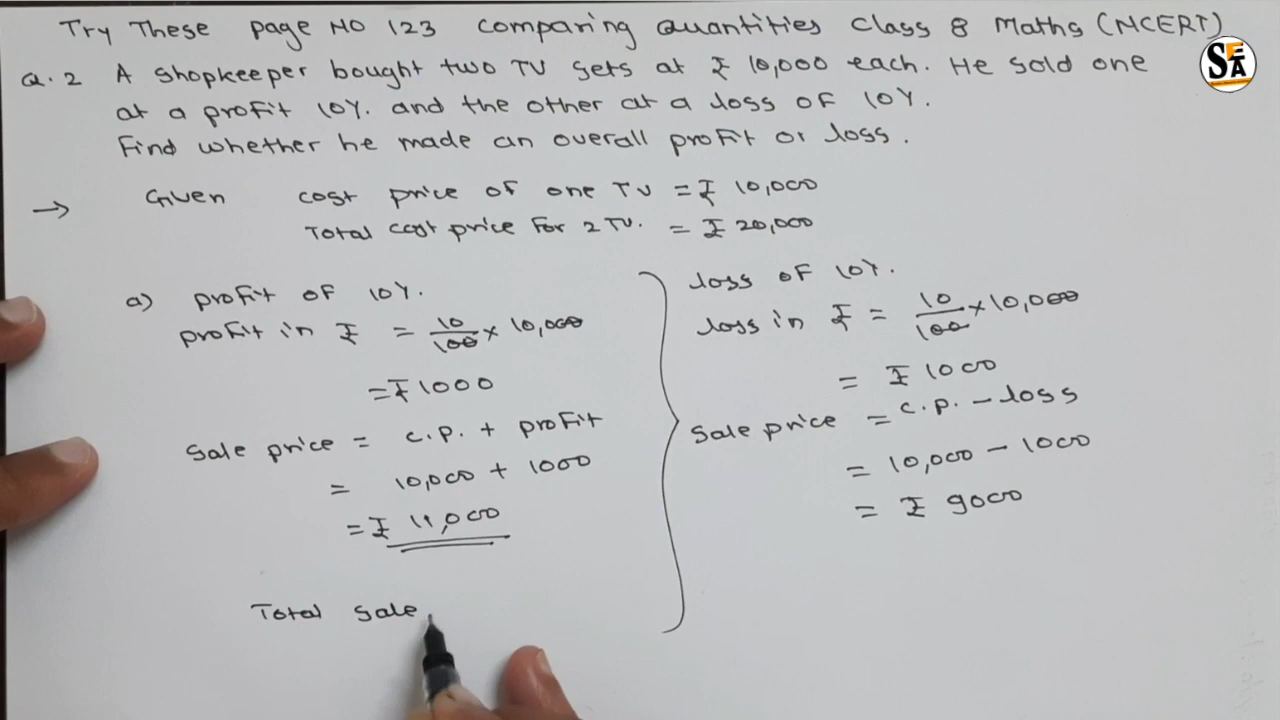 Try These page No 123 comparing quantities Class 8 Maths (NCERT)
Q.2 A shopkeeper bought two TV sets at ₹ 10,000 each. He sold one
at a profit 10%. and the other at a loss of 10%.
Find whether he made an overall profit or loss.
→ Given cost price of one TV = ₹ 10,000
Total cost price for 2 TV. = ₹ 20,000
a) profit of 10%.
profit in ₹ = 10/100 × 10,000
= ₹ 1000
Sale price = C.P. + profit
= 10,000 + 1000
= ₹ 11,000
loss of 10%.
loss in ₹ = 10/100 × 10,000
= ₹ 1000
Sale price = C.P. - loss
= 10,000 - 1000
= ₹ 9000
Total sale
SFA